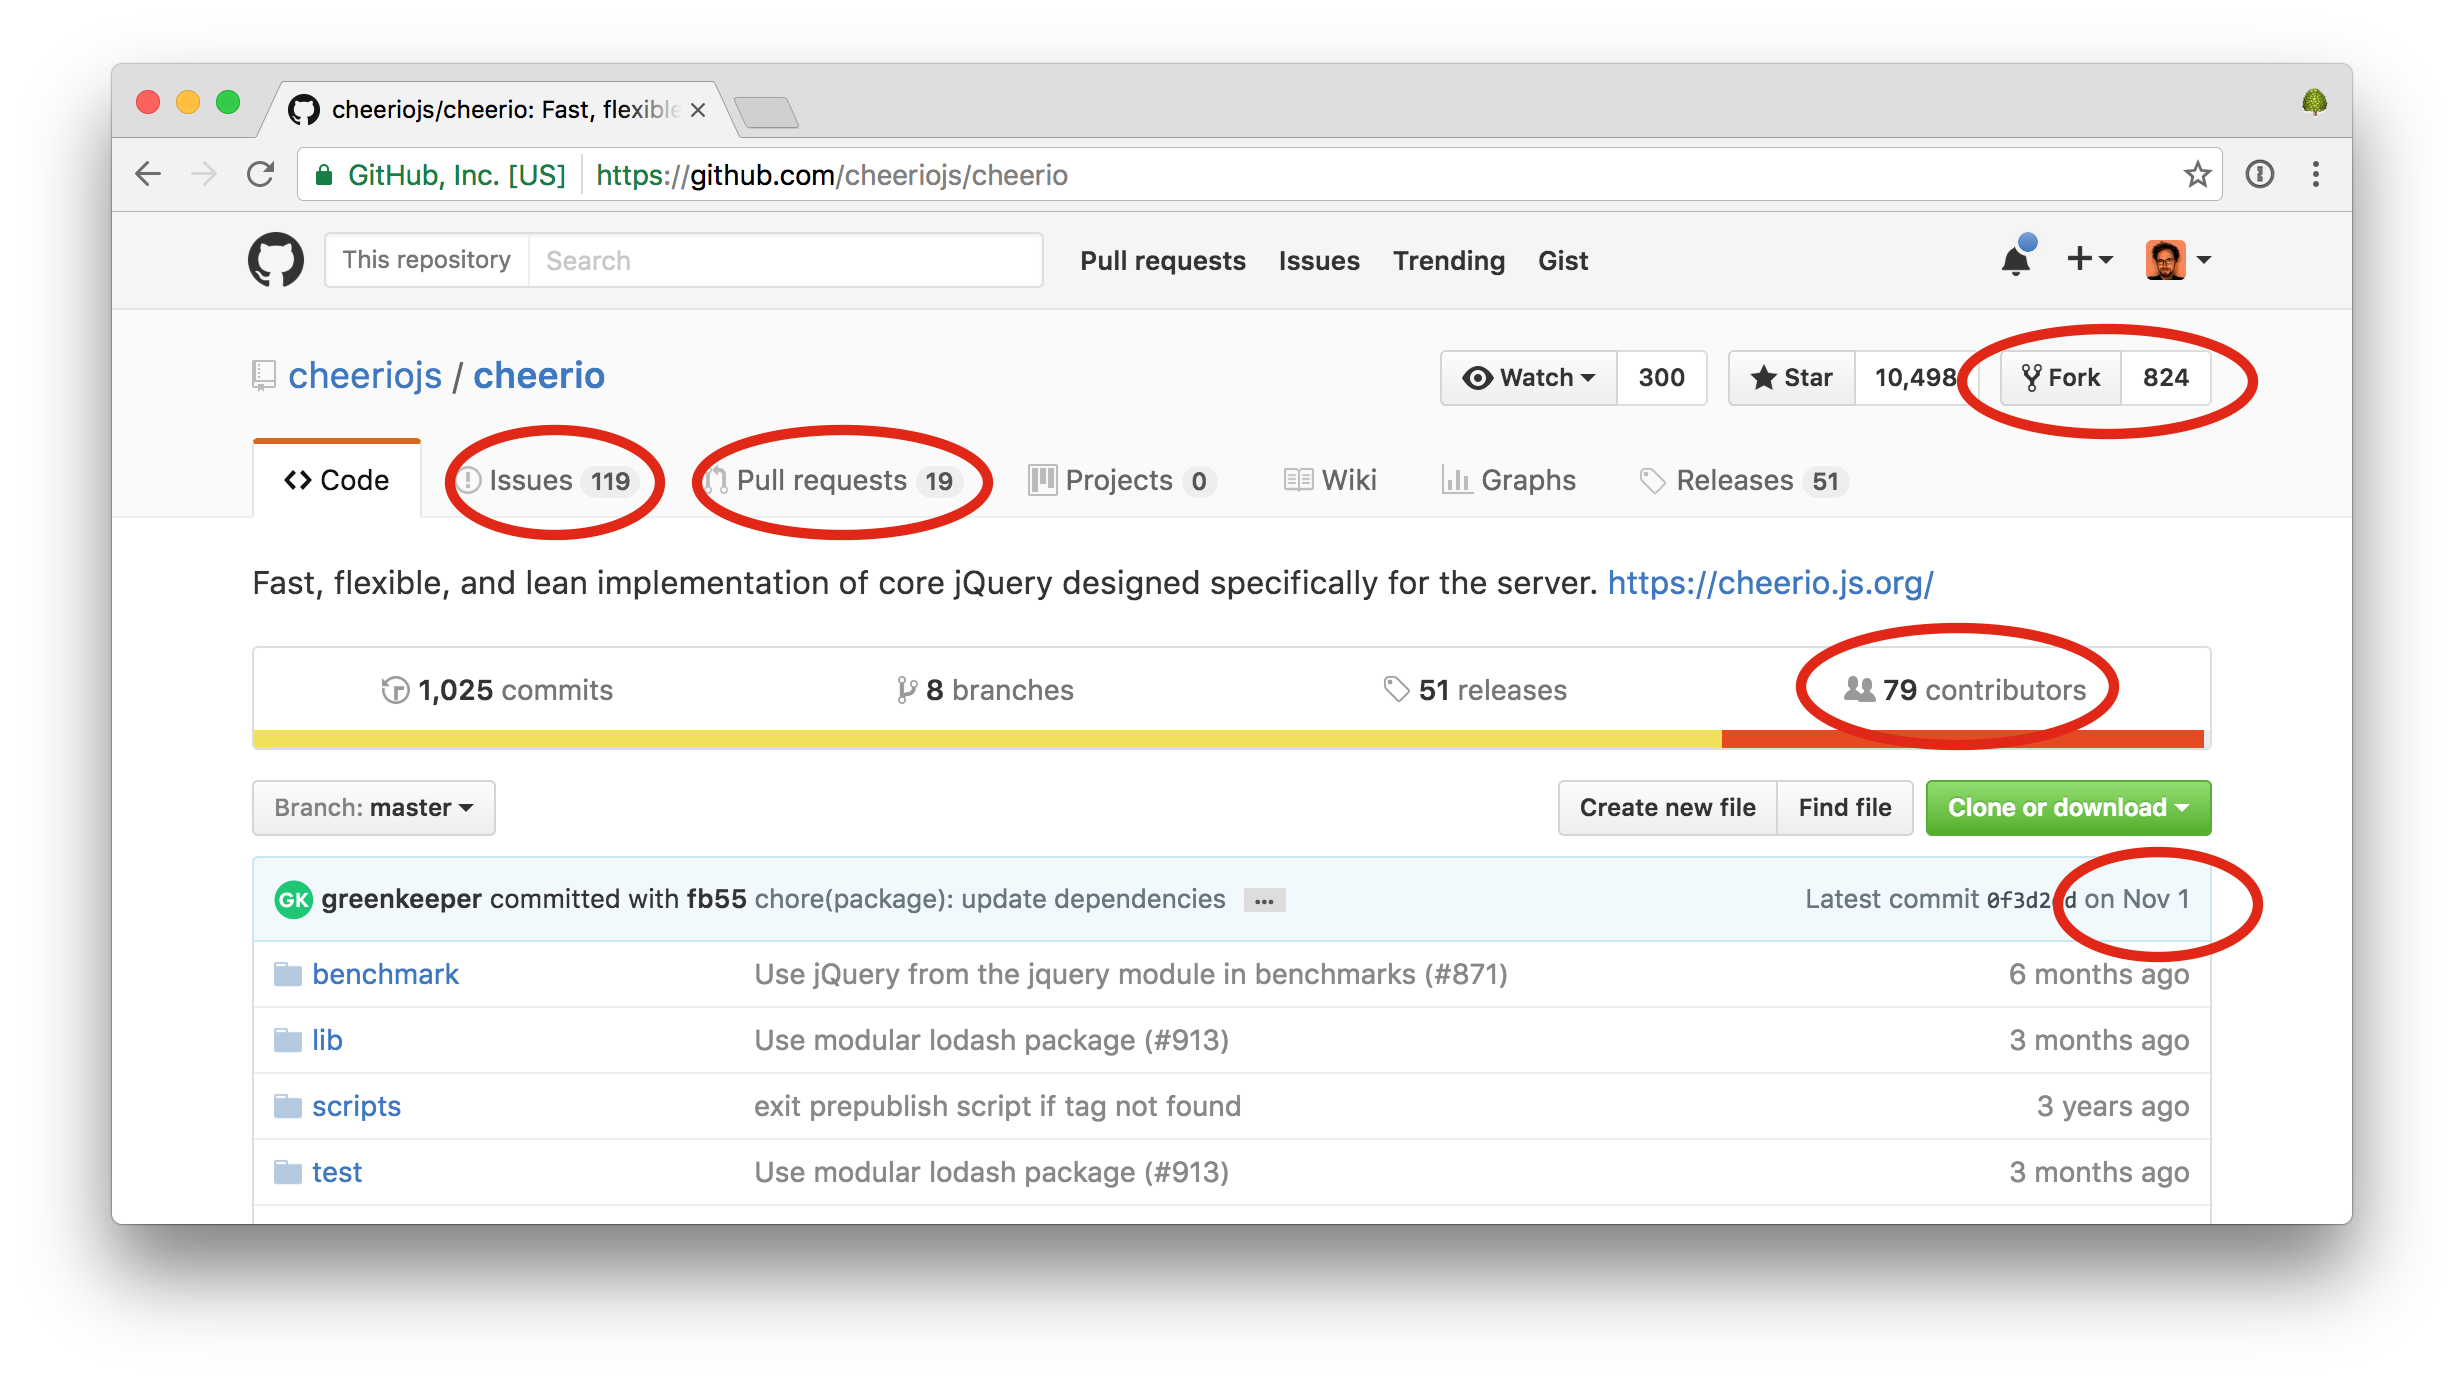 cheeriojs/cheerio: Fast, flexible
GitHub, Inc. [US] https://github.com/cheeriojs/cheerio
This repository Search Pull requests Issues Trending Gist
cheeriojs / cheerio Watch 300 Star 10,498 Fork 824
Code Issues 119 Pull requests 19 Projects 0 Wiki Graphs Releases 51
Fast, flexible, and lean implementation of core jQuery designed specifically for the server. https://cheerio.js.org/
1,025 commits 8 branches 51 releases 79 contributors
Branch: master Create new file Find file Clone or download
GK greenkeeper committed with fb55 chore(package): update dependencies … Latest commit on Nov 1
benchmark Use jQuery from the jquery module in benchmarks (#871) 6 months ago
lib Use modular lodash package (#913) 3 months ago
scripts exit prepublish script if tag not found 3 years ago
test Use modular lodash package (#913) 3 months ago